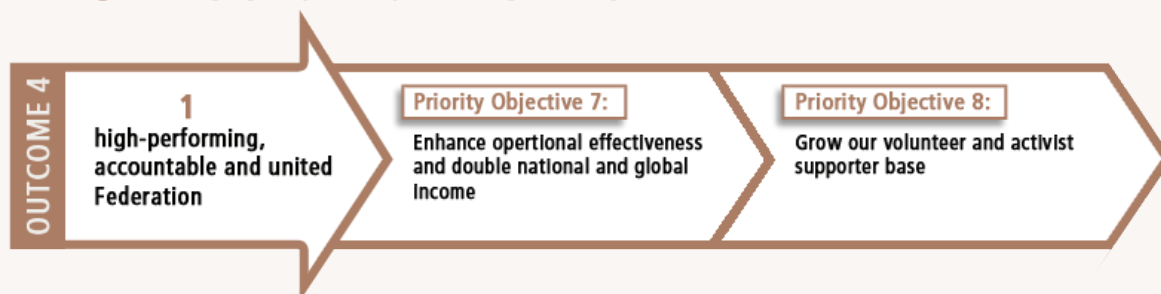 OUTCOME 4
1
high-performing,
accountable and united
Federation
Priority Objective 7:
Enhance opertional effectiveness
and double national and global
Income
Priority Objective 8:
Grow our volunteer and activist
supporter base